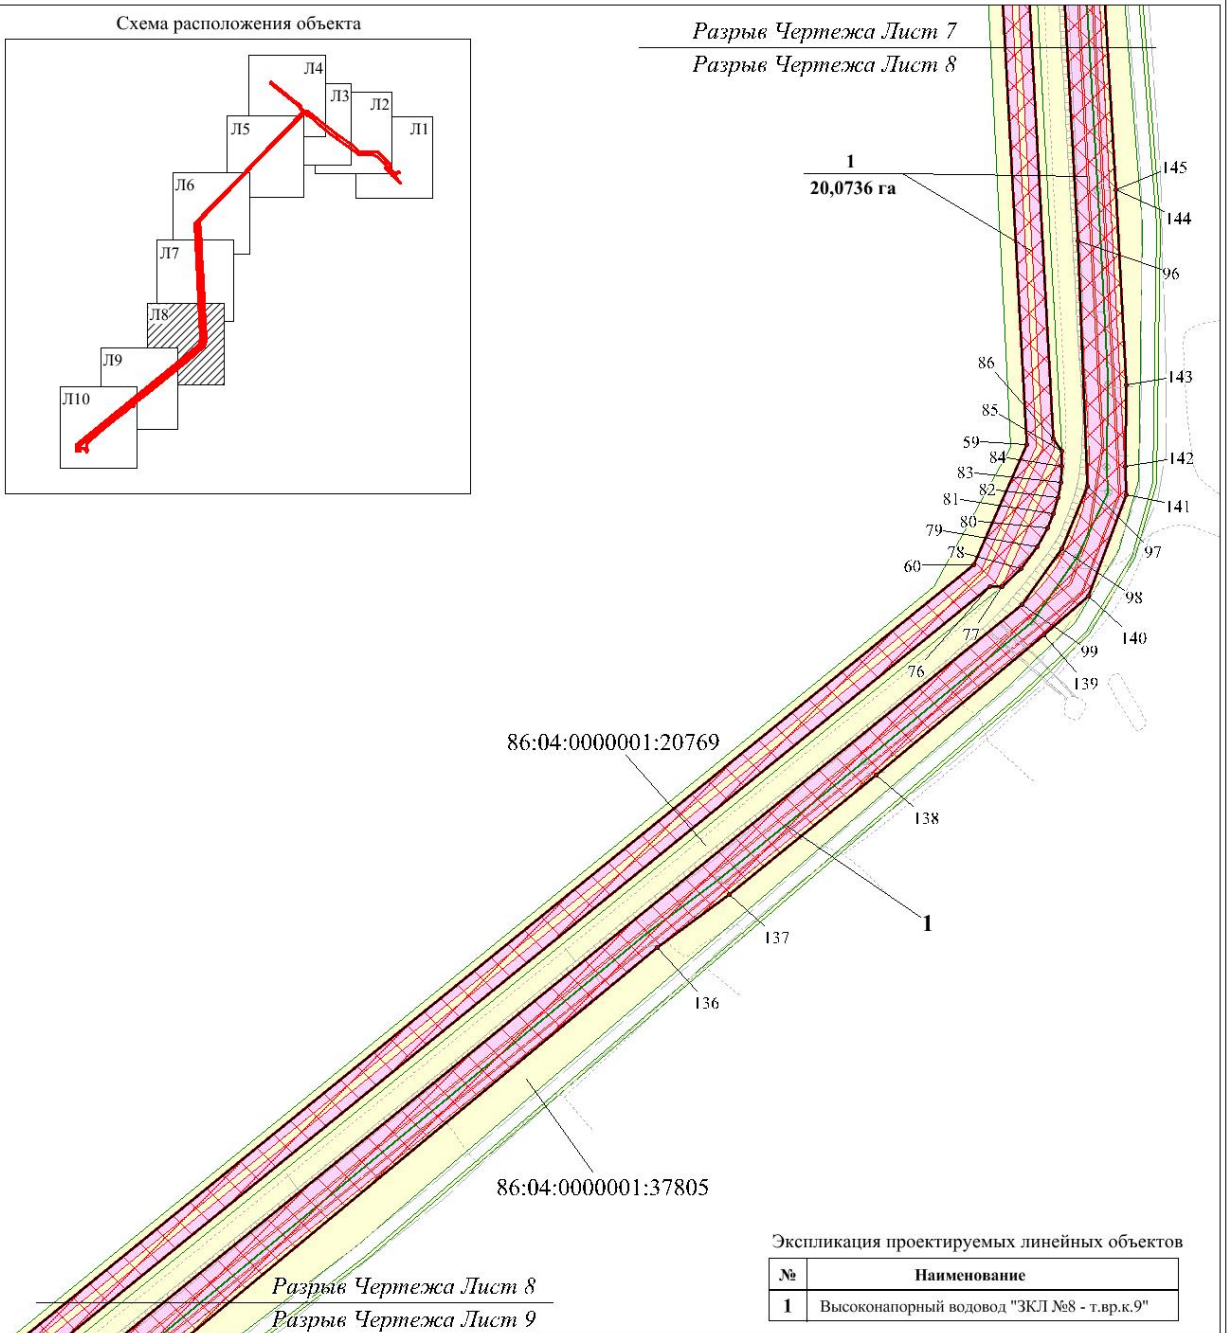 Схема расположения объекта
Л4
Л3
Л2
Л1
Л5
Л6
Л7
Л8
Л9
Л10
Разрыв Чертежа Лист 7
Разрыв Чертежа Лист 8
1
20,0736 га
145
144
96
143
86
85
59
84
83
82
81
80
79
78
60
142
141
97
98
140
99
139
77
76
86:04:0000001:20769
138
1
137
136
86:04:0000001:37805
Разрыв Чертежа Лист 8
Разрыв Чертежа Лист 9
Экспликация проектируемых линейных объектов
№ Наименование
1 Высоконапорный водовод "ЗКЛ №8 - т.вр.к.9"